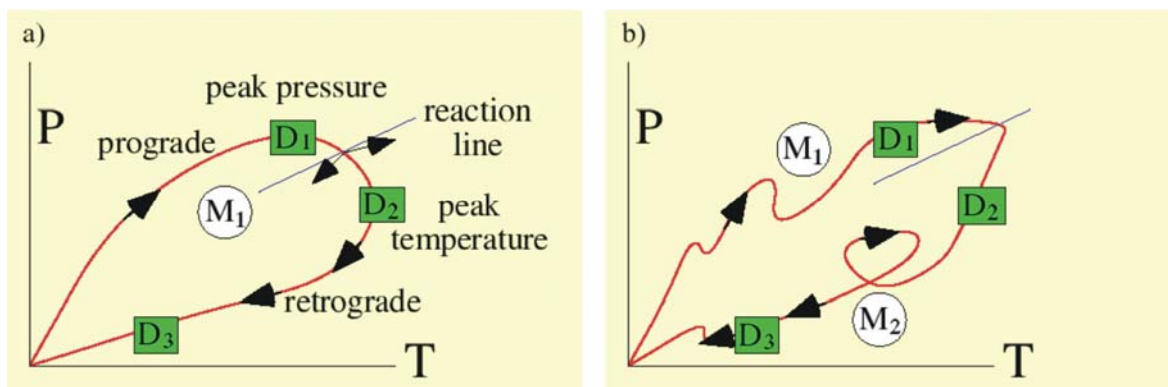 a)
P
peak pressure
reaction
line
prograde
D1
M1
D2
peak
temperature
retrograde
D3
T
b)
P
M1
D1
D2
M2
D3
T